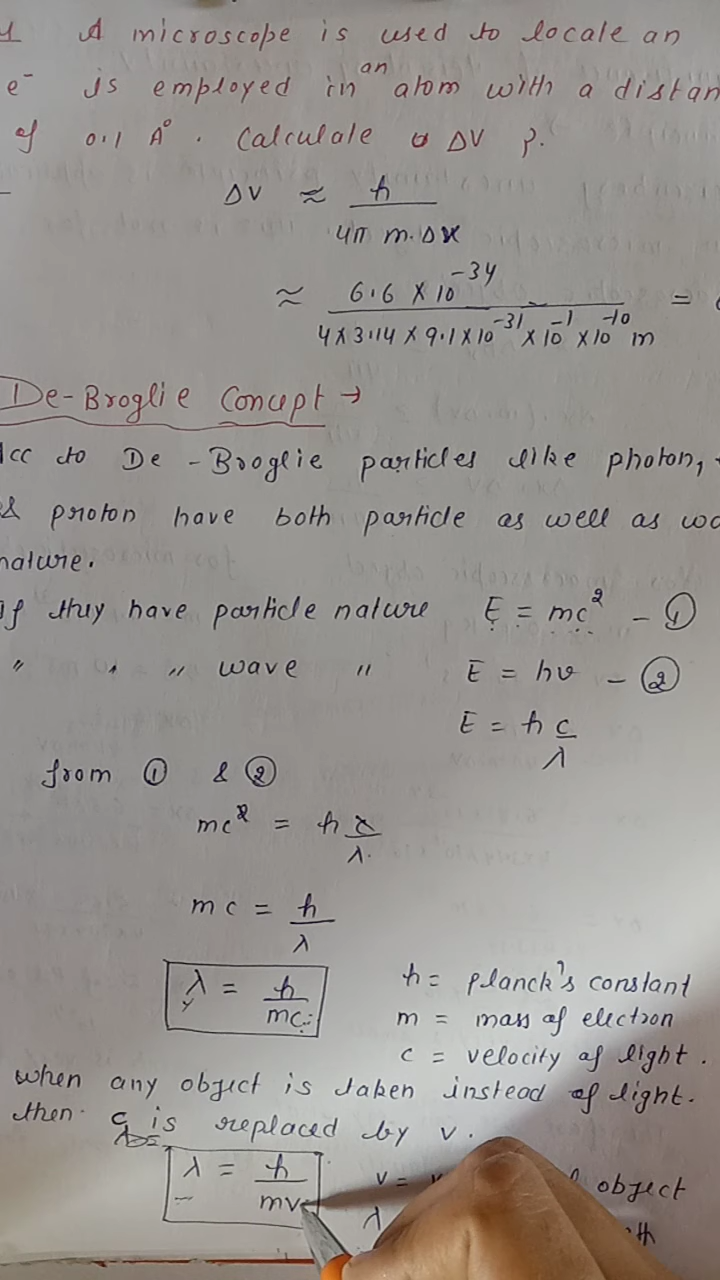 1 A microscope is used to locate an
e⁻ is employed in an atom with a distan
of 0.1 A° . Calculate ΔV ?.
ΔV ≈ ħ / 4π m.Δx
≈ 6.6 × 10⁻³⁴ / 4 × 3.14 × 9.1 × 10⁻³¹ × 10⁻¹ × 10⁻¹⁰ m =
De-Broglie Concept →
Acc to De - Broglie particles like photon,
& proton have both particle as well as wa
nature.
If they have particle nature E = mc² - ①
" " " wave " E = hν - ②
E = ħ c/λ
from ① & ②
mc² = ħ c/λ.
mc = ħ/λ
λ = ħ/mc
ħ = planck's constant
m = mass of electron
c = velocity of light.
when any object is taken instead of light.
then c is replaced by v.
λ = ħ/mv
v = object
λ